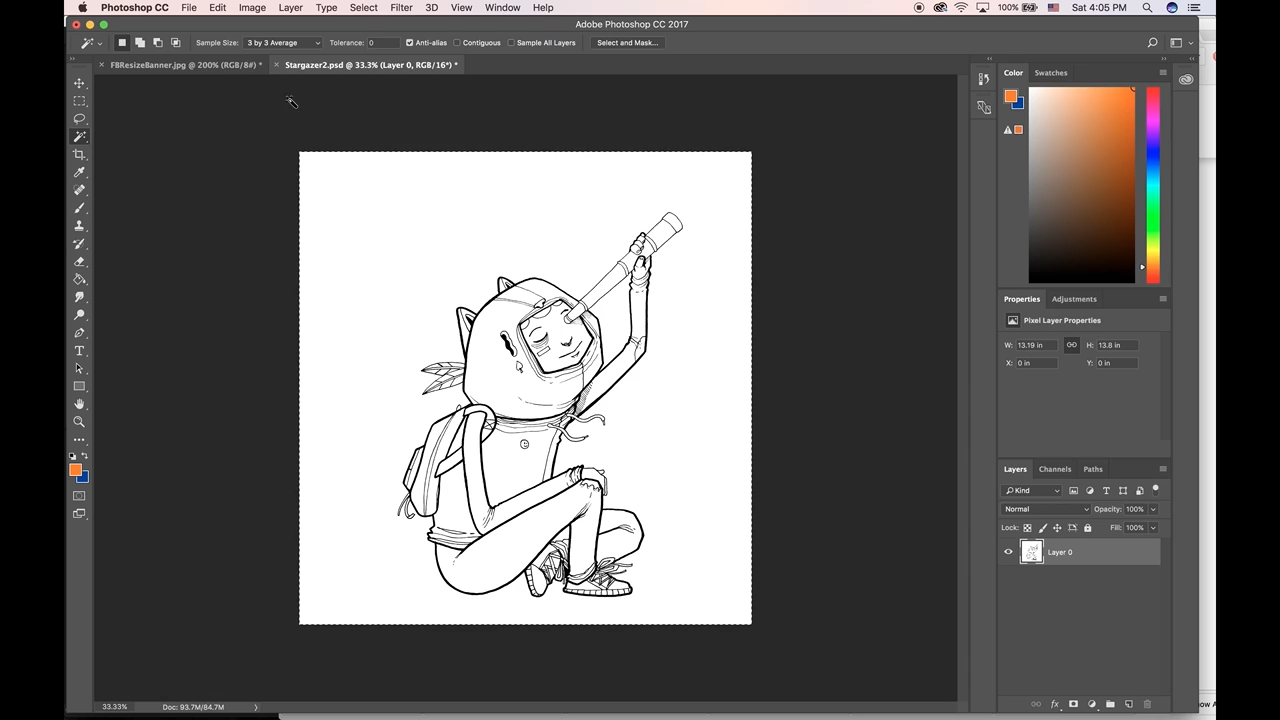 Photoshop CC File Edit Image Layer Type Select Filter 3D View Window Help 100% Sat 4:05 PM
Adobe Photoshop CC 2017
Sample Size: 3 by 3 Average Tolerance: 0 Anti-alias Contiguous Sample All Layers Select and Mask...
FBResizeBanner.jpg @ 200% (RGB/8#) * Stargazer2.psd @ 33.3% (Layer 0, RGB/16*) *
Color Swatches
Properties Adjustments
Pixel Layer Properties
W: 13.19 in H: 13.8 in
X: 0 in Y: 0 in
Layers Channels Paths
Kind
Normal Opacity: 100%
Lock: Fill: 100%
Layer 0
33.33% Doc: 93.7M/84.7M